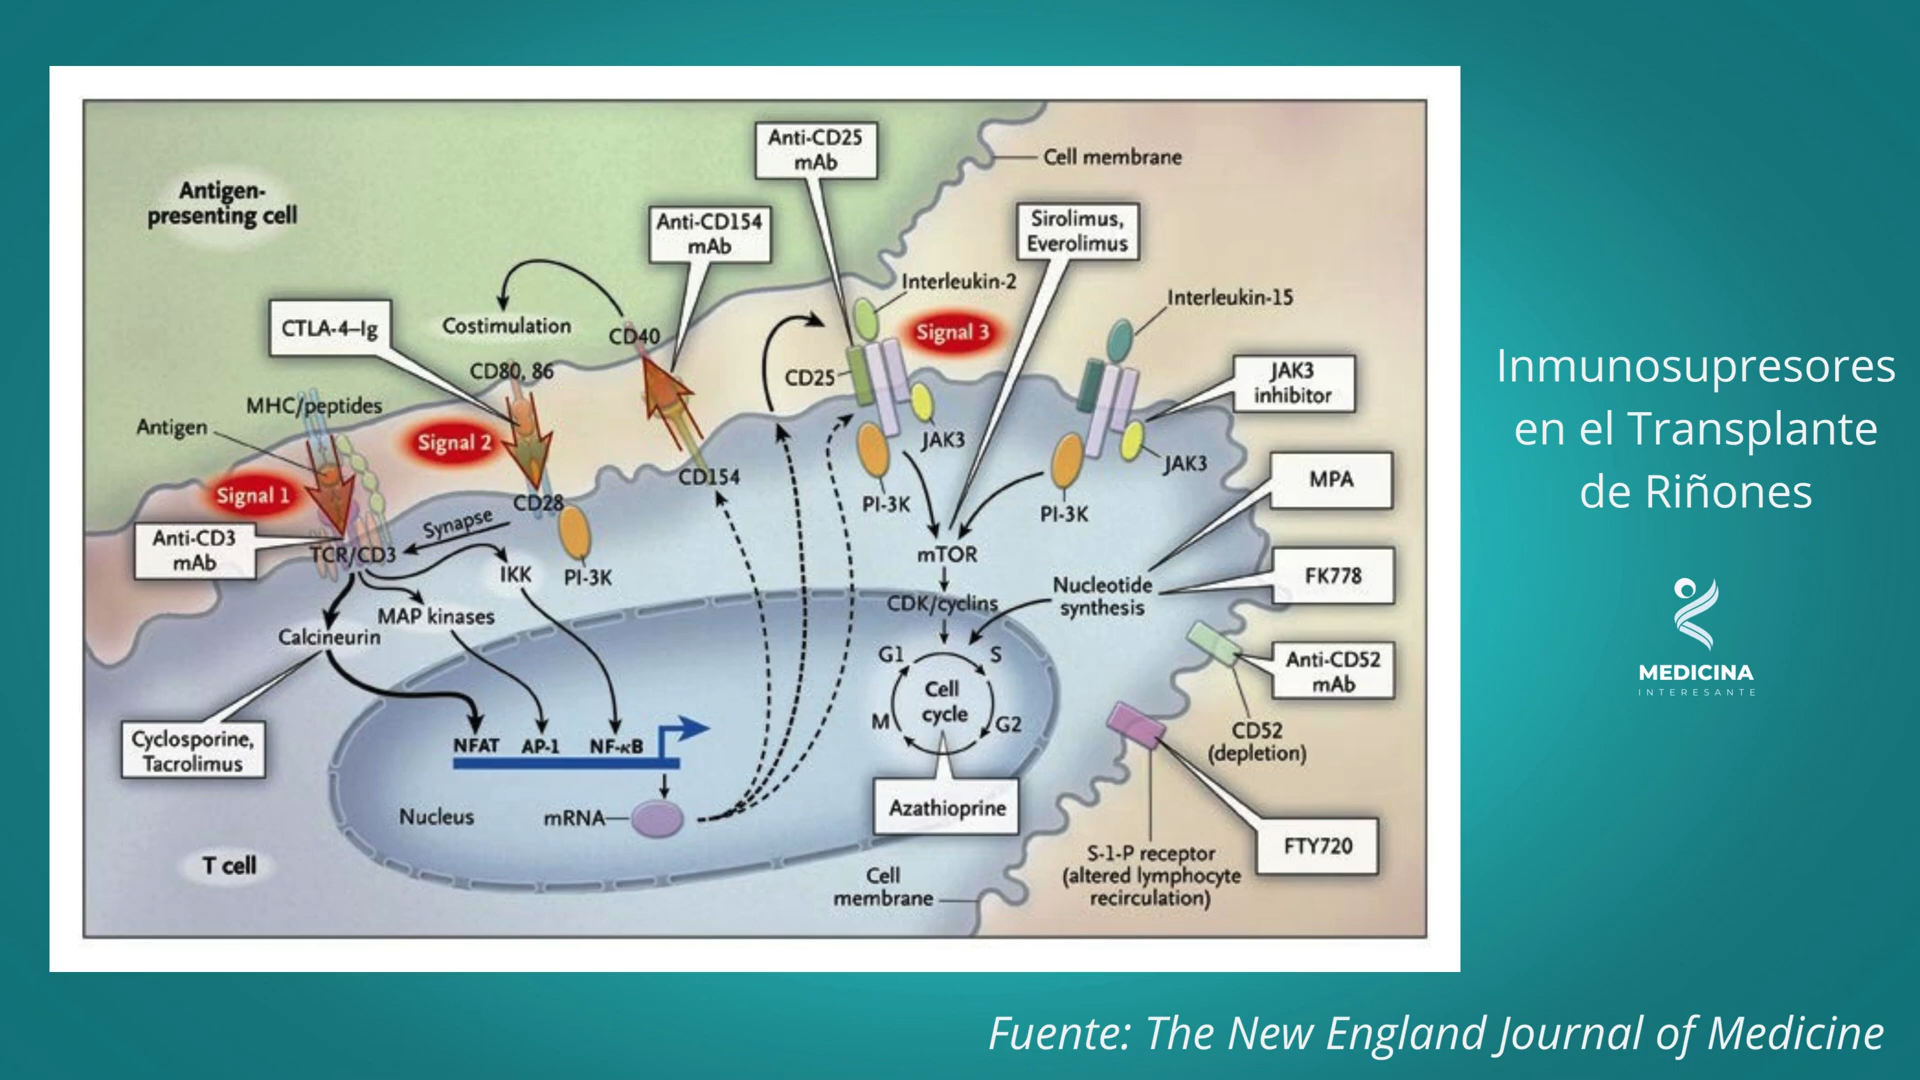 Anti-CD25
mAb
Cell membrane
Antigen-
presenting cell
Anti-CD154
mAb
Sirolimus,
Everolimus
Interleukin-2
Interleukin-15
CTLA-4–Ig
Costimulation
CD40
Signal 3
CD80, 86
CD25
JAK3
inhibitor
MHC/peptides
Antigen
Signal 2
JAK3
JAK3
Signal 1
CD154
CD28
PI-3K
PI-3K
MPA
Anti-CD3
mAb
Synapse
TCR/CD3
IKK
PI-3K
mTOR
FK778
Nucleotide
synthesis
MAP kinases
CDK/cyclins
Calcineurin
G1
S
Cell
cycle
M
G2
Anti-CD52
mAb
CD52
(depletion)
Cyclosporine,
Tacrolimus
NFAT
AP-1
NF-κB
Nucleus
mRNA
Azathioprine
T cell
Cell
membrane
S-1-P receptor
(altered lymphocyte
recirculation)
FTY720
Inmunosupresores
en el Transplante
de Riñones
MEDICINA
INTERESANTE
Fuente: The New England Journal of Medicine